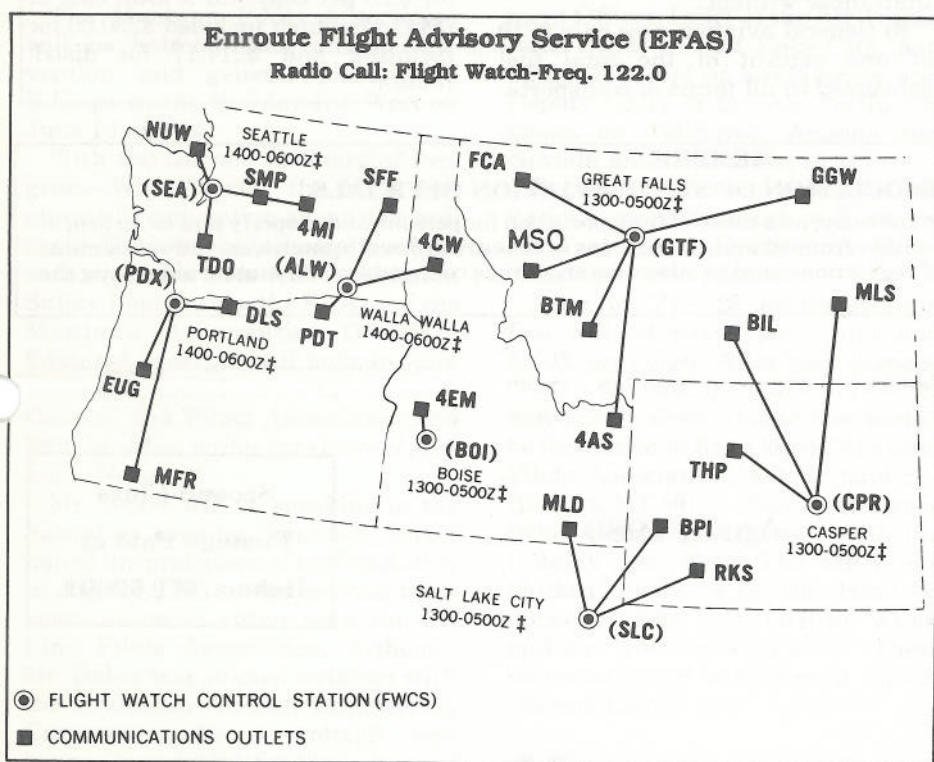 Enroute Flight Advisory Service (EFAS)
Radio Call: Flight Watch-Freq. 122.0
NUW
SEATTLE
1400-0600Z‡
(SEA)
SMP
4MI
SFF
TDO
(ALW)
4CW
(PDX)
DLS
PDT
WALLA WALLA
1400-0600Z‡
PORTLAND
1400-0600Z‡
EUG
MFR
FCA
GREAT FALLS
1300-0500Z‡
GGW
MSO
(GTF)
BTM
BIL
MLS
4AS
4EM
(BOI)
BOISE
1300-0500Z‡
THP
(CPR)
CASPER
1300-0500Z‡
MLD
BPI
RKS
SALT LAKE CITY
1300-0500Z‡
(SLC)
FLIGHT WATCH CONTROL STATION (FWCS)
COMMUNICATIONS OUTLETS